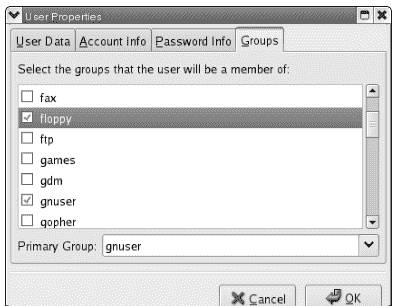 User Properties
User Data Account Info Password Info Groups
Select the groups that the user will be a member of:
fax
floppy
ftp
games
gdm
gnuser
gopher
Primary Group: gnuser
Cancel OK